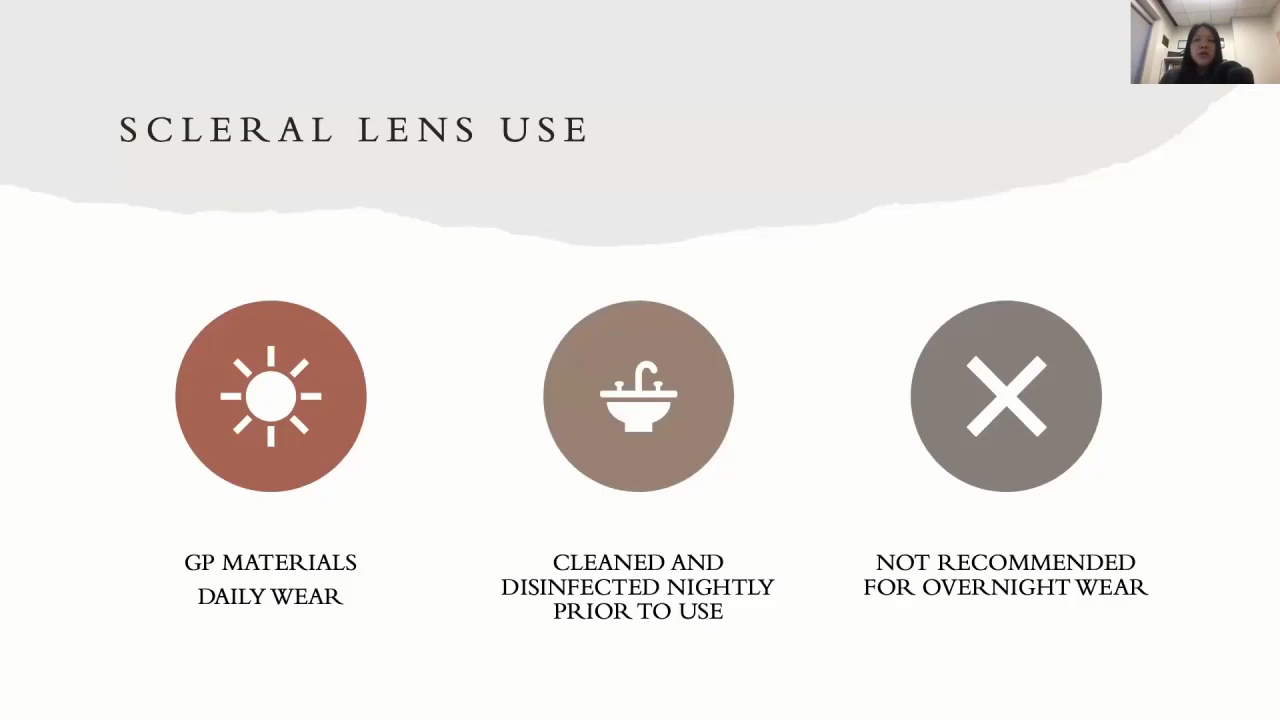 SCLERAL LENS USE
GP MATERIALS
DAILY WEAR
CLEANED AND
DISINFECTED NIGHTLY
PRIOR TO USE
NOT RECOMMENDED
FOR OVERNIGHT WEAR